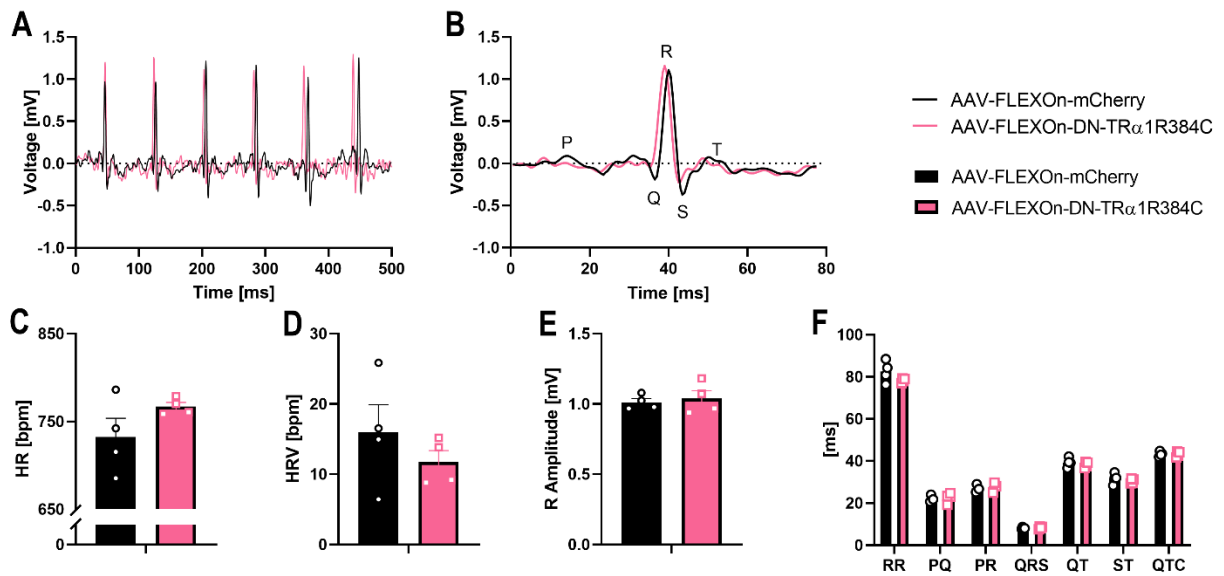 A
Voltage [mV]
1.5
1.0
0.5
0.0
-0.5
-1.0
0 100 200 300 400 500
Time [ms]
B
Voltage [mV]
1.5
1.0
0.5
0.0
-0.5
-1.0
P
Q
R
S
T
0 20 40 60 80
Time [ms]
AAV-FLEXOn-mCherry
AAV-FLEXOn-DN-TRα1R384C
AAV-FLEXOn-mCherry
AAV-FLEXOn-DN-TRα1R384C
C
HR [bpm]
850
750
650
0
D
HRV [bpm]
30
20
10
0
E
R Amplitude [mV]
1.5
1.0
0.5
0.0
F
[ms]
100
80
60
40
20
0
RR PQ PR QRS QT ST QTC